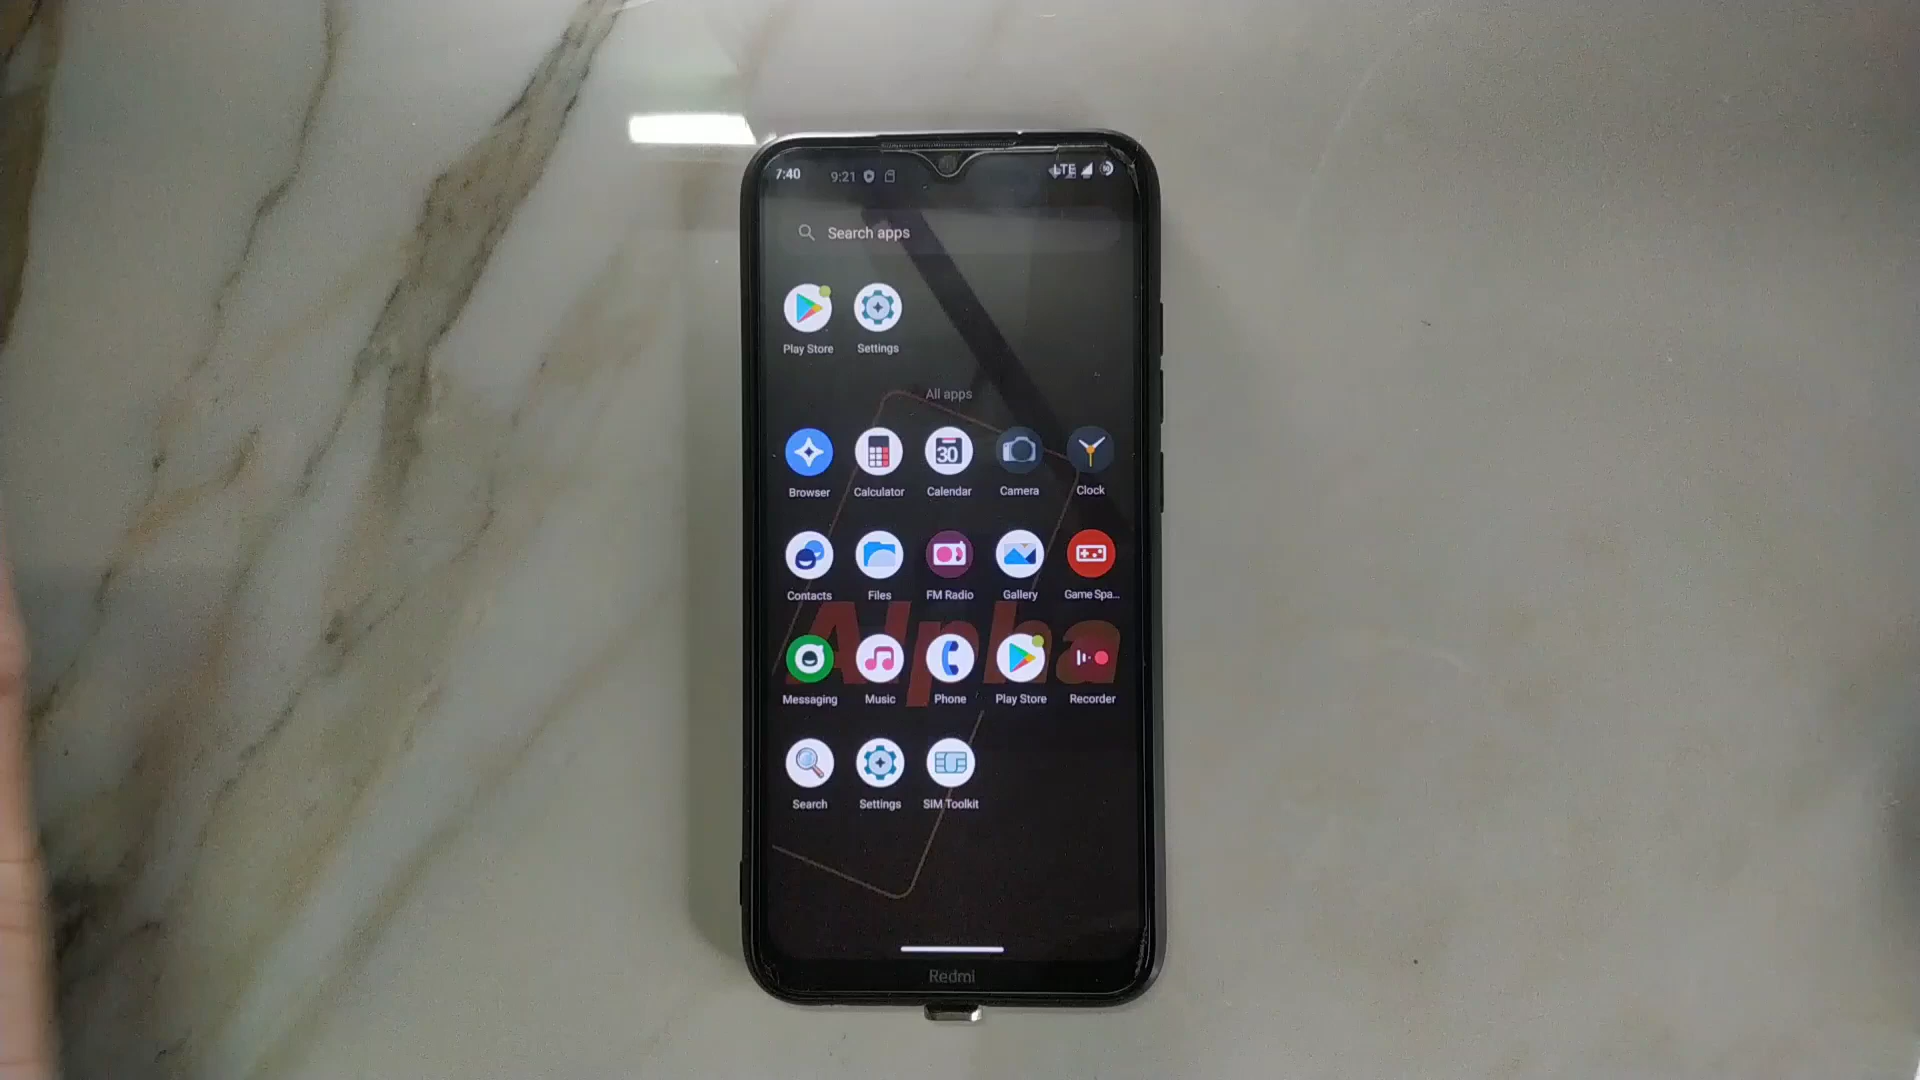 7:40 9:21 LTE
Search apps
Play Store Settings
All apps
30
Browser Calculator Calendar Camera Clock
Contacts Files FM Radio Gallery Game Spa...
Alpha
Messaging Music Phone Play Store Recorder
Search Settings SIM Toolkit
Redmi